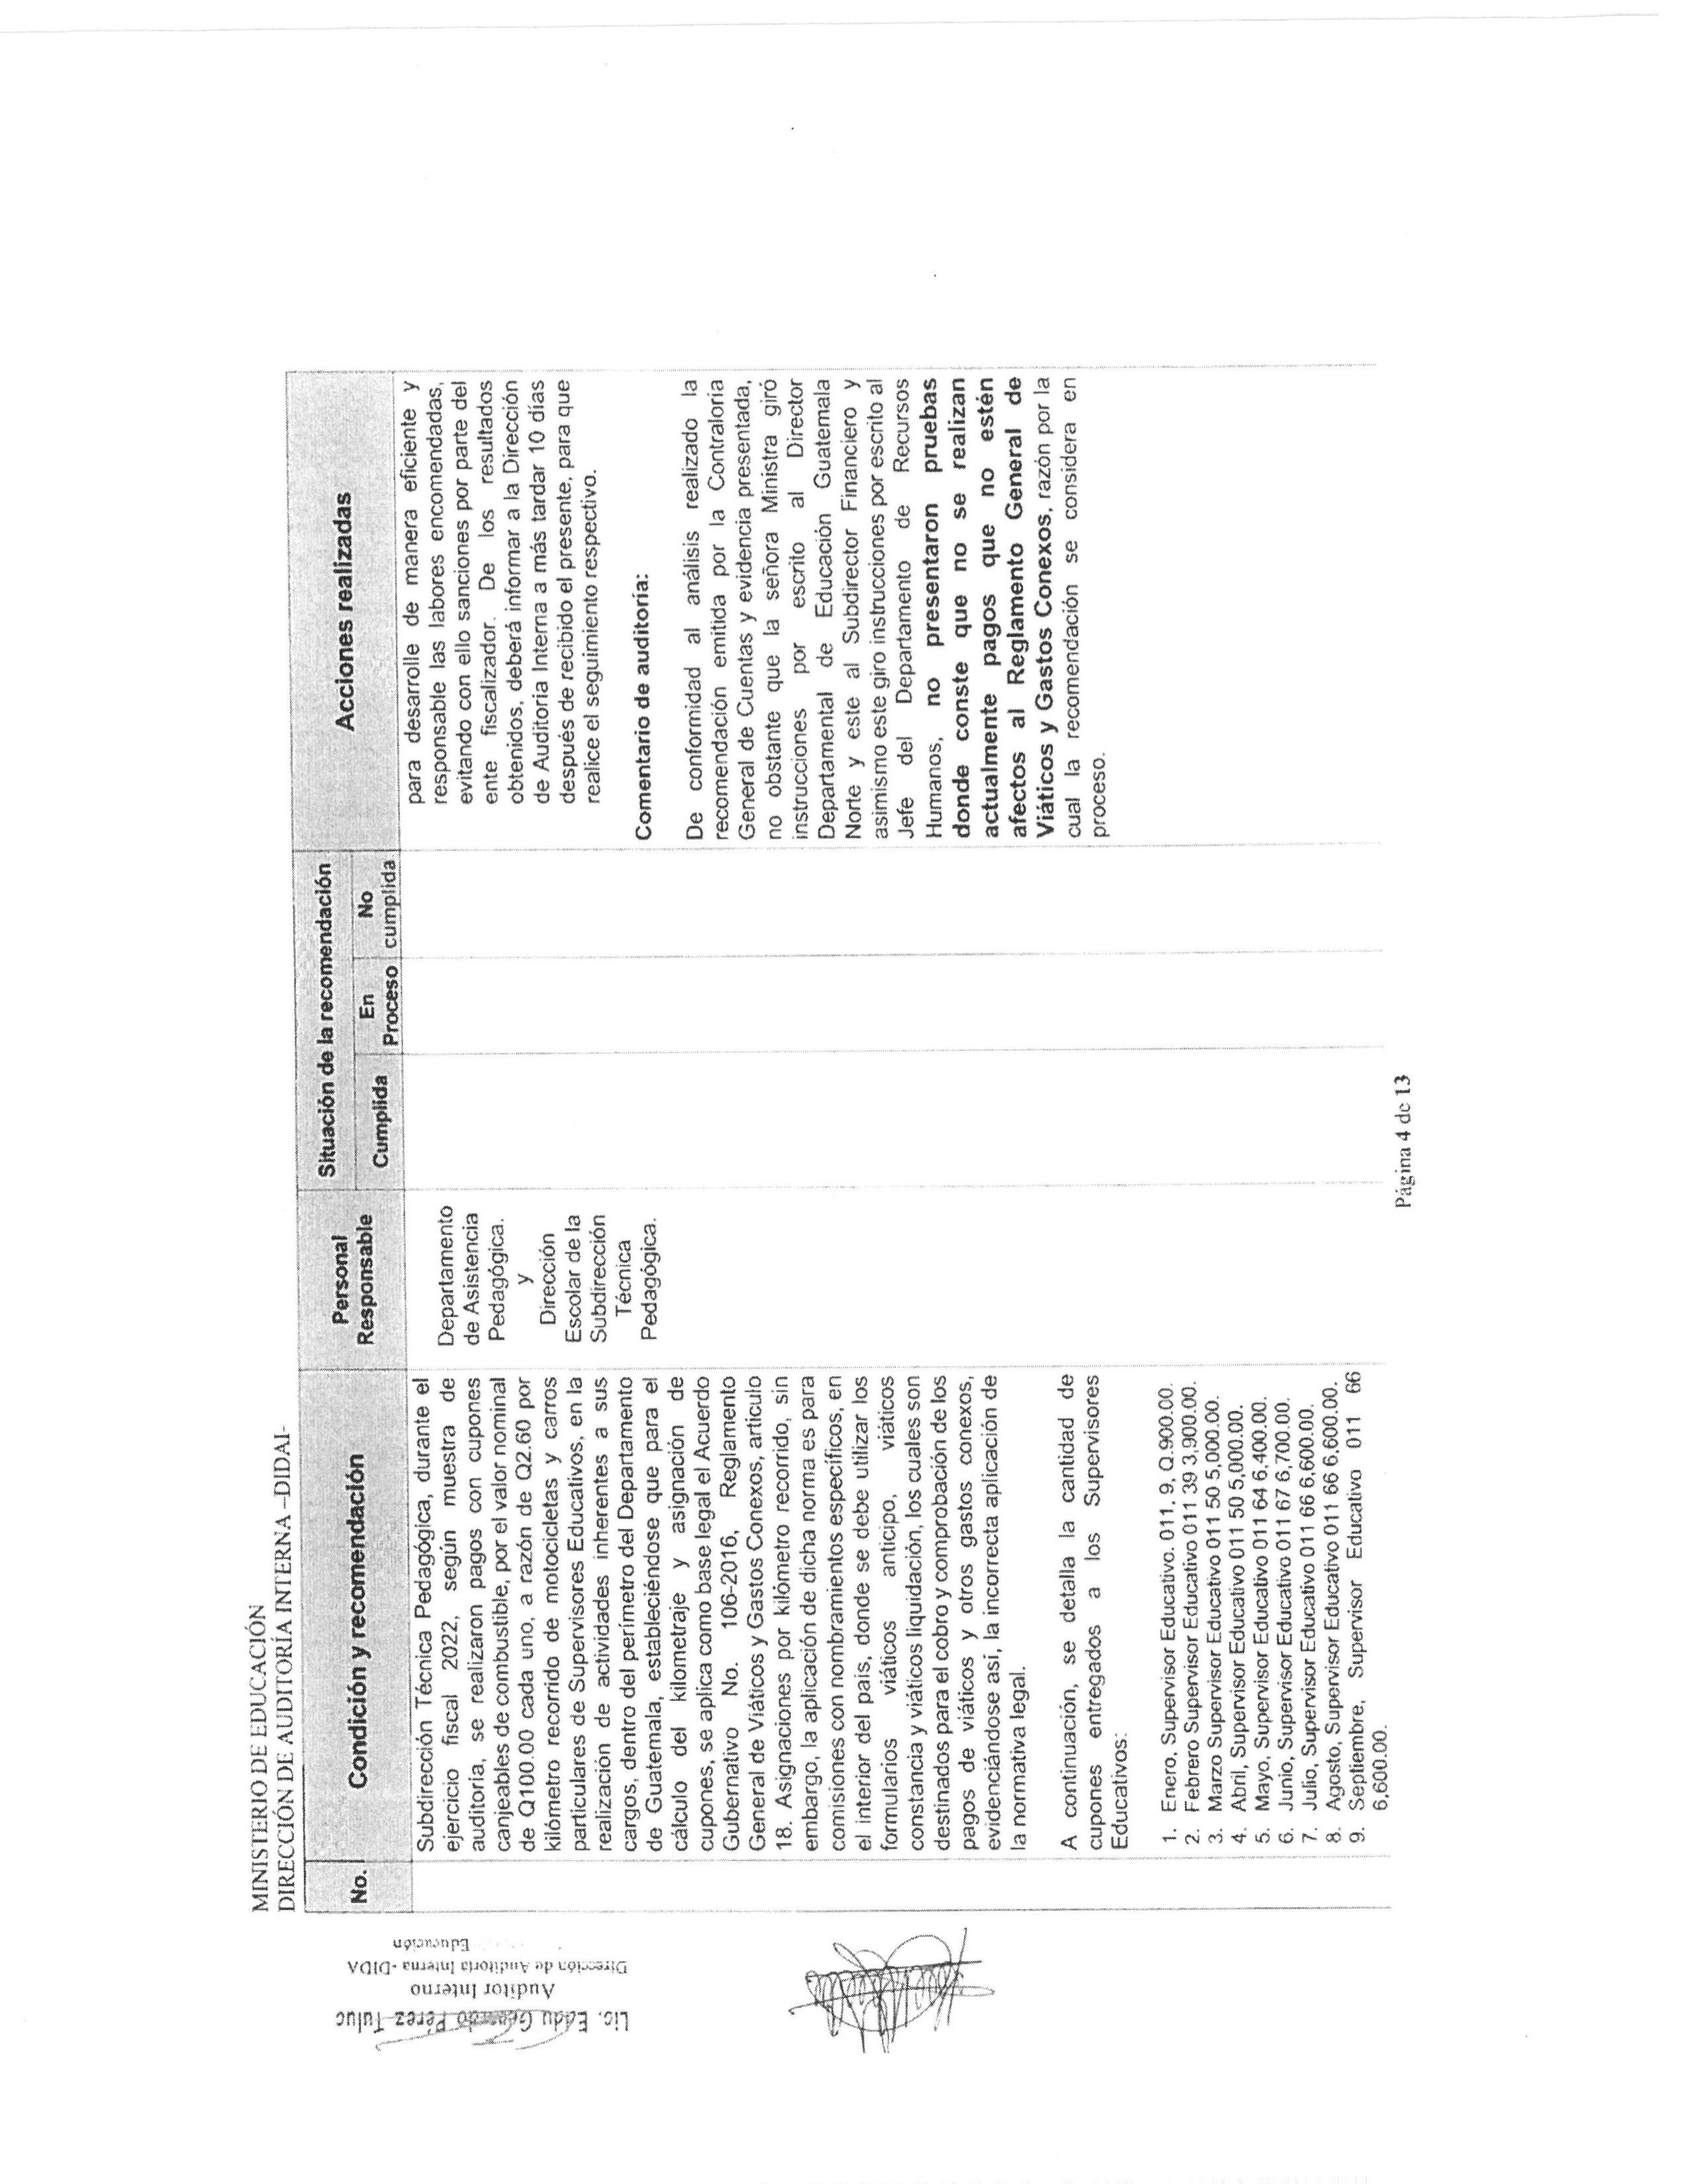 MINISTERIO DE EDUCACIÓN
DIRECCIÓN DE AUDITORÍA INTERNA –DIDAI-
No.
Condición y recomendación
Personal
Responsable
Situación de la recomendación
Cumplida
En
Proceso
No
cumplida
Acciones realizadas
Subdirección Técnica Pedagógica, durante el
ejercicio fiscal 2022, según muestra de
auditoria, se realizaron pagos con cupones
canjeables de combustible, por el valor nominal
de Q100.00 cada uno, a razón de Q2.60 por
kilómetro recorrido de motocicletas y carros
particulares de Supervisores Educativos, en la
realización de actividades inherentes a sus
cargos, dentro del perímetro del Departamento
de Guatemala, estableciéndose que para el
cálculo del kilometraje y asignación de
cupones, se aplica como base legal el Acuerdo
Gubernativo No. 106-2016, Reglamento
General de Viáticos y Gastos Conexos, artículo
18. Asignaciones por kilómetro recorrido, sin
embargo, la aplicación de dicha norma es para
comisiones con nombramientos específicos, en
el interior del país, donde se debe utilizar los
formularios viáticos anticipo, viáticos
constancia y viáticos liquidación, los cuales son
destinados para el cobro y comprobación de los
pagos de viáticos y otros gastos conexos,
evidenciándose así, la incorrecta aplicación de
la normativa legal.
A continuación, se detalla la cantidad de
cupones entregados a los Supervisores
Educativos:
1. Enero, Supervisor Educativo. 011, 9, Q.900.00.
2. Febrero Supervisor Educativo 011 39 3,900.00.
3. Marzo Supervisor Educativo 011 50 5,000.00.
4. Abril, Supervisor Educativo 011 50 5,000.00.
5. Mayo, Supervisor Educativo 011 64 6,400.00.
6. Junio, Supervisor Educativo 011 67 6,700.00.
7. Julio, Supervisor Educativo 011 66 6,600.00.
8. Agosto, Supervisor Educativo 011 66 6,600.00.
9. Septiembre, Supervisor Educativo 011 66
6,600.00.
Departamento
de Asistencia
Pedagógica.
y
Dirección
Escolar de la
Subdirección
Técnica
Pedagógica.
para desarrolle de manera eficiente y
responsable las labores encomendadas,
evitando con ello sanciones por parte del
ente fiscalizador. De los resultados
obtenidos, deberá informar a la Dirección
de Auditoria Interna a más tardar 10 días
después de recibido el presente, para que
realice el seguimiento respectivo.
Comentario de auditoría:
De conformidad al análisis realizado la
recomendación emitida por la Contraloría
General de Cuentas y evidencia presentada,
no obstante que la señora Ministra giró
instrucciones por escrito al Director
Departamental de Educación Guatemala
Norte y este al Subdirector Financiero y
asimismo este giro instrucciones por escrito al
Jefe del Departamento de Recursos
Humanos, no presentaron pruebas
donde conste que no se realizan
actualmente pagos que no estén
afectos al Reglamento General de
Viáticos y Gastos Conexos, razón por la
cual la recomendación se considera en
proceso.
Página 4 de 13
Lic. Eddy Gerardo Pérez Tuluc
Auditor Interno
Dirección de Auditoría Interna -DIDA
Educación